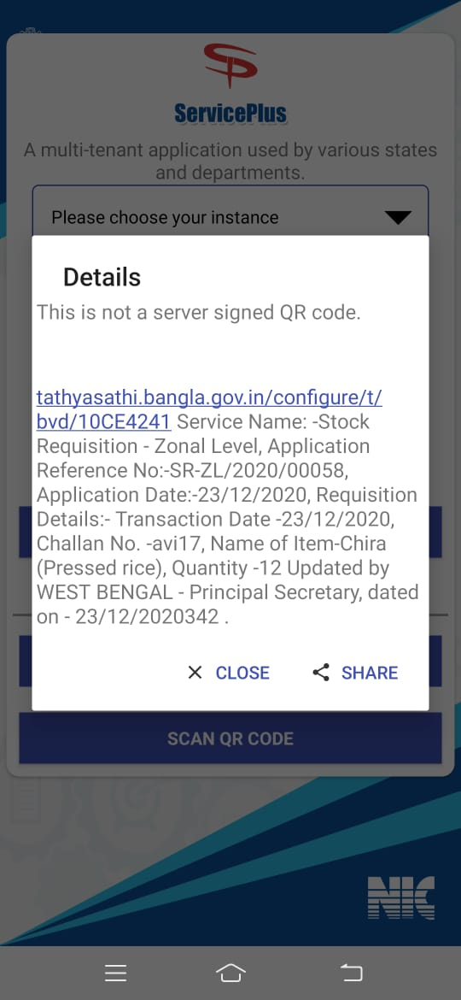 ServicePlus
A multi-tenant application used by various states
and departments.
Please choose your instance
Details
This is not a server signed QR code.
tathyasathi.bangla.gov.in/configure/t/
bvd/10CE4241 Service Name: -Stock
Requisition - Zonal Level, Application
Reference No:-SR-ZL/2020/00058,
Application Date:-23/12/2020, Requisition
Details:- Transaction Date -23/12/2020,
Challan No. -avi17, Name of Item-Chira
(Pressed rice), Quantity -12 Updated by
WEST BENGAL - Principal Secretary, dated
on - 23/12/2020342 .
CLOSE SHARE
SCAN QR CODE
NIC